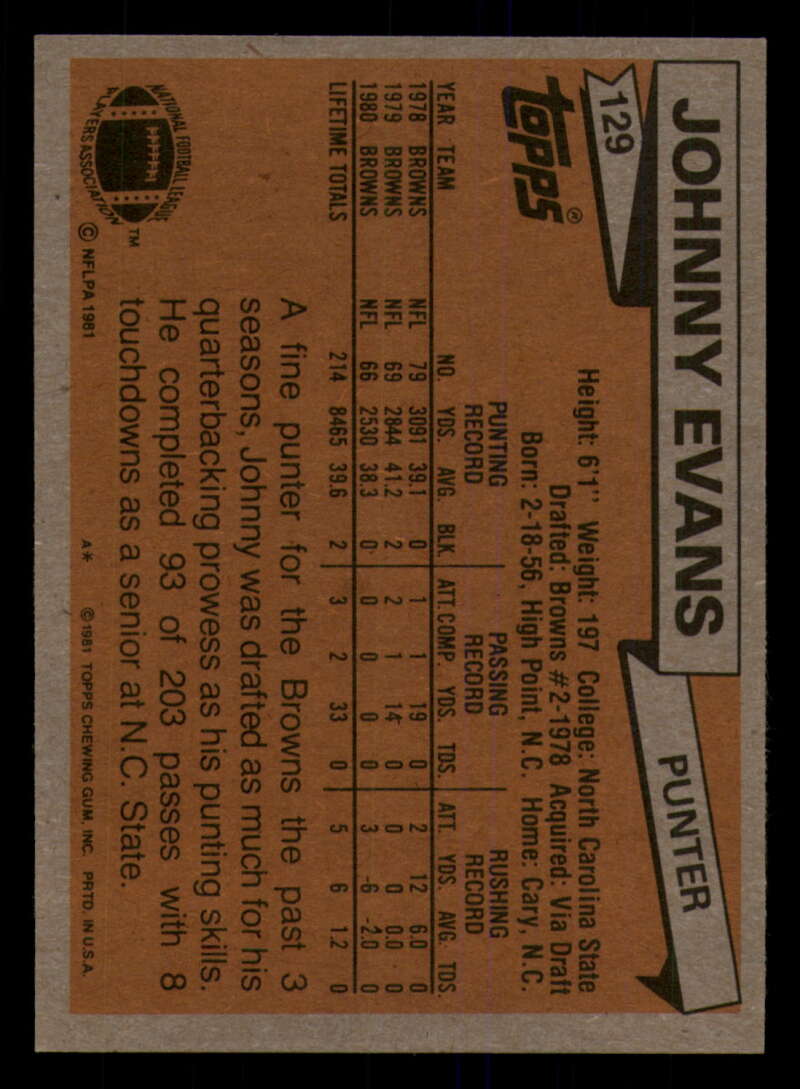 JOHNNY EVANS
PUNTER
129
topps®
Height: 6'1" Weight: 197 College: North Carolina State
Drafted: Browns #2-1978 Acquired: Via Draft
Born: 2-18-56, High Point, N.C. Home: Cary, N.C.
PUNTING RECORD PASSING RECORD RUSHING RECORD
YEAR TEAM NO. YDS. AVG. BLK. ATT. COMP. YDS. TDS. ATT. YDS. AVG. TDS.
1978 BROWNS NFL 79 3091 39.1 0 1 1 19 0 2 12 6.0 0
1979 BROWNS NFL 69 2844 41.2 2 2 1 14 0 0 0 0.0 0
1980 BROWNS NFL 66 2530 38.3 0 0 0 0 0 3 -6 -2.0 0
LIFETIME TOTALS 214 8465 39.6 2 3 2 33 0 5 6 1.2 0
A fine punter for the Browns the past 3
seasons, Johnny was drafted as much for his
quarterbacking prowess as his punting skills.
He completed 93 of 203 passes with 8
touchdowns as a senior at N.C. State.
NATIONAL FOOTBALL LEAGUE
PLAYERS ASSOCIATION
TM
© NFLPA 1981
A* ©1981 TOPPS CHEWING GUM, INC. PRTD. IN U.S.A.